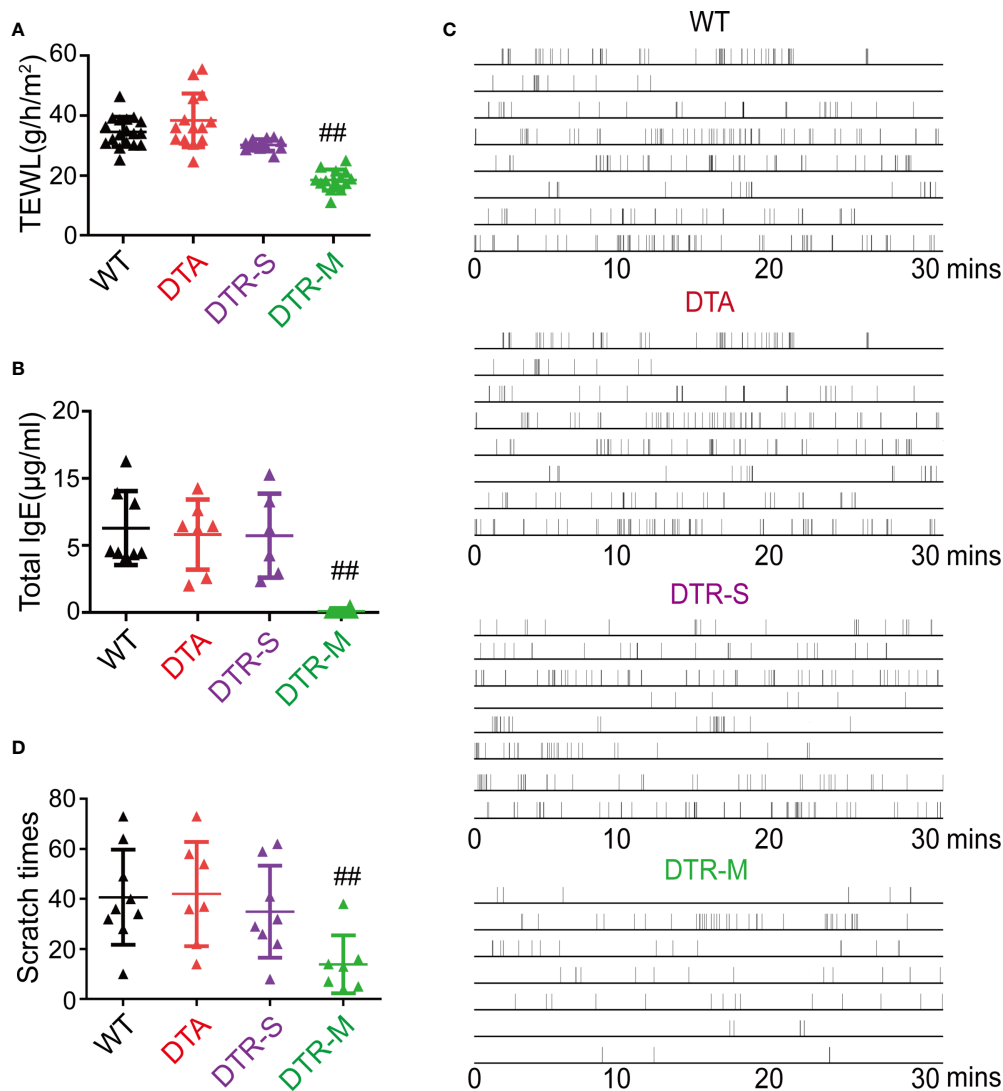 A
TEWL(g/h/m²)
60
40
20
0
WT
DTA
DTR-S
DTR-M
##
B
Total IgE(μg/ml)
20
15
5
0
WT
DTA
DTR-S
DTR-M
##
D
Scratch times
80
60
40
20
0
WT
DTA
DTR-S
DTR-M
##
C
WT
0 10 20 30 mins
DTA
0 10 20 30 mins
DTR-S
0 10 20 30 mins
DTR-M
0 10 20 30 mins